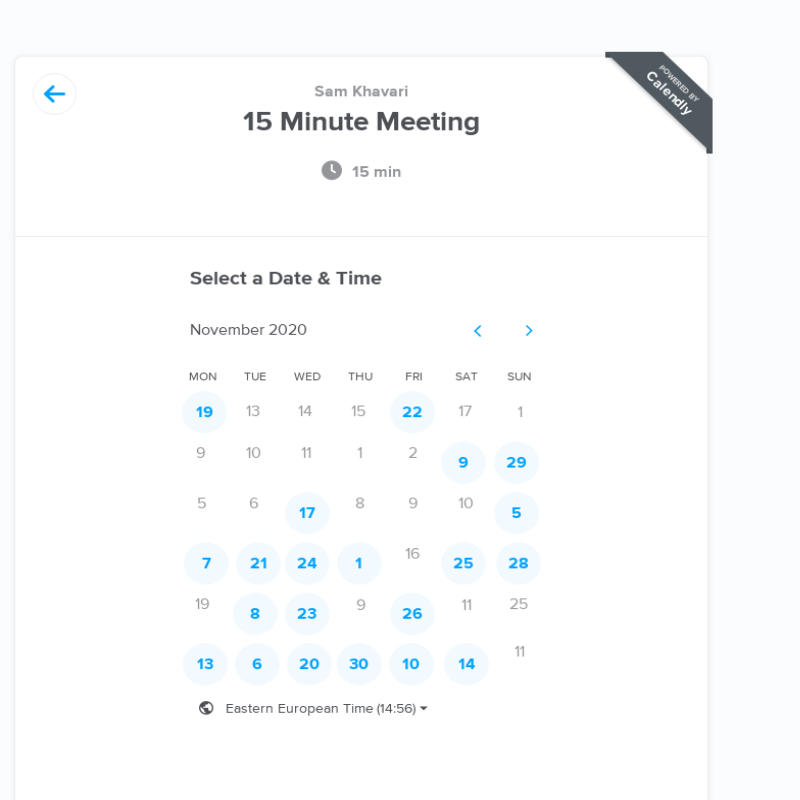 POWERED BY
Calendly
Sam Khavari
15 Minute Meeting
15 min
Select a Date & Time
November 2020
MON TUE WED THU FRI SAT SUN
19 13 14 15 22 17 1
9 10 11 1 2 9 29
5 6 17 8 9 10 5
7 21 24 1 16 25 28
19 8 23 9 26 11 25
13 6 20 30 10 14 11
Eastern European Time (14:56)